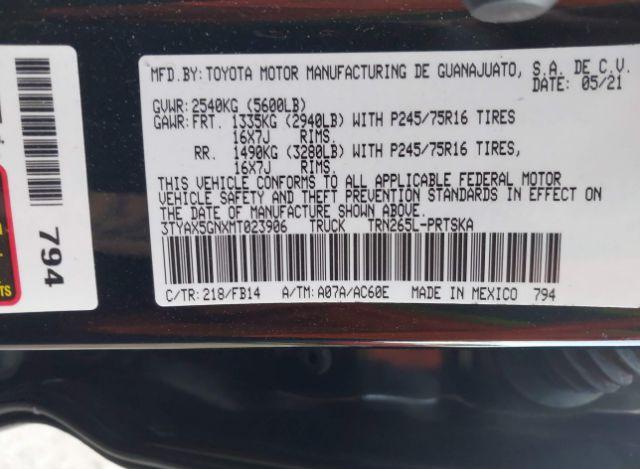 MFD.BY: TOYOTA MOTOR MANUFACTURING DE GUANAJUATO, S.A. DE C.V.
DATE: 05/21
GVWR: 2540KG (5600LB)
GAWR: FRT. 1335KG (2940LB) WITH P245/75R16 TIRES
16X7J RIMS.
RR. 1490KG (3280LB) WITH P245/75R16 TIRES,
16X7J RIMS.
THIS VEHICLE CONFORMS TO ALL APPLICABLE FEDERAL MOTOR
VEHICLE SAFETY AND THEFT PREVENTION STANDARDS IN EFFECT ON
THE DATE OF MANUFACTURE SHOWN ABOVE.
3TYAX5GNXMT023906 TRUCK TRN265L-PRTSKA
C/TR: 218/FB14 A/TM: A07A/AC60E MADE IN MEXICO 794
794